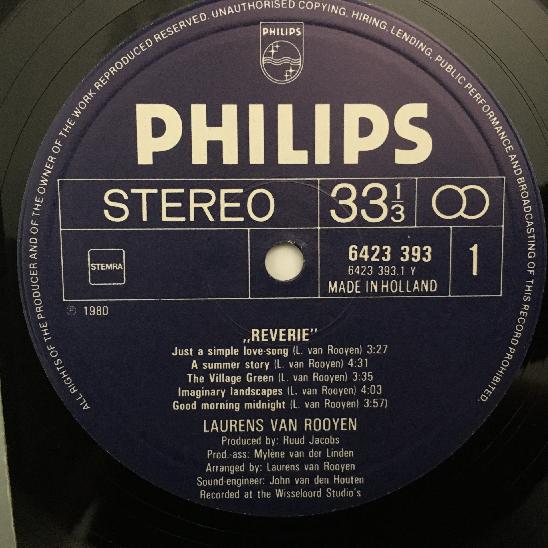 ALL RIGHTS OF THE PRODUCER AND OF THE OWNER OF THE WORK REPRODUCED RESERVED. UNAUTHORISED COPYING, HIRING, LENDING, PUBLIC PERFORMANCE AND BROADCASTING OF THIS RECORD PROHIBITED.
PHILIPS
PHILIPS
STEREO 33 1/3
STEMRA
6423 393
6423 393.1 Y
MADE IN HOLLAND
1
℗ 1980
„REVERIE"
Just a simple love-song (L. van Rooyen) 3:27
A summer story (L. van Rooyen) 4:31
The Village Green (L. van Rooyen) 3:35
Imaginary landscapes (L. van Rooyen) 4:03
Good morning midnight (L. van Rooyen) 3:57)
LAURENS VAN ROOYEN
Produced by: Ruud Jacobs
Prod.-ass: Mylène van der Linden
Arranged by: Laurens van Rooyen
Sound-engineer: John van den Houten
Recorded at the Wisseloord Studio's